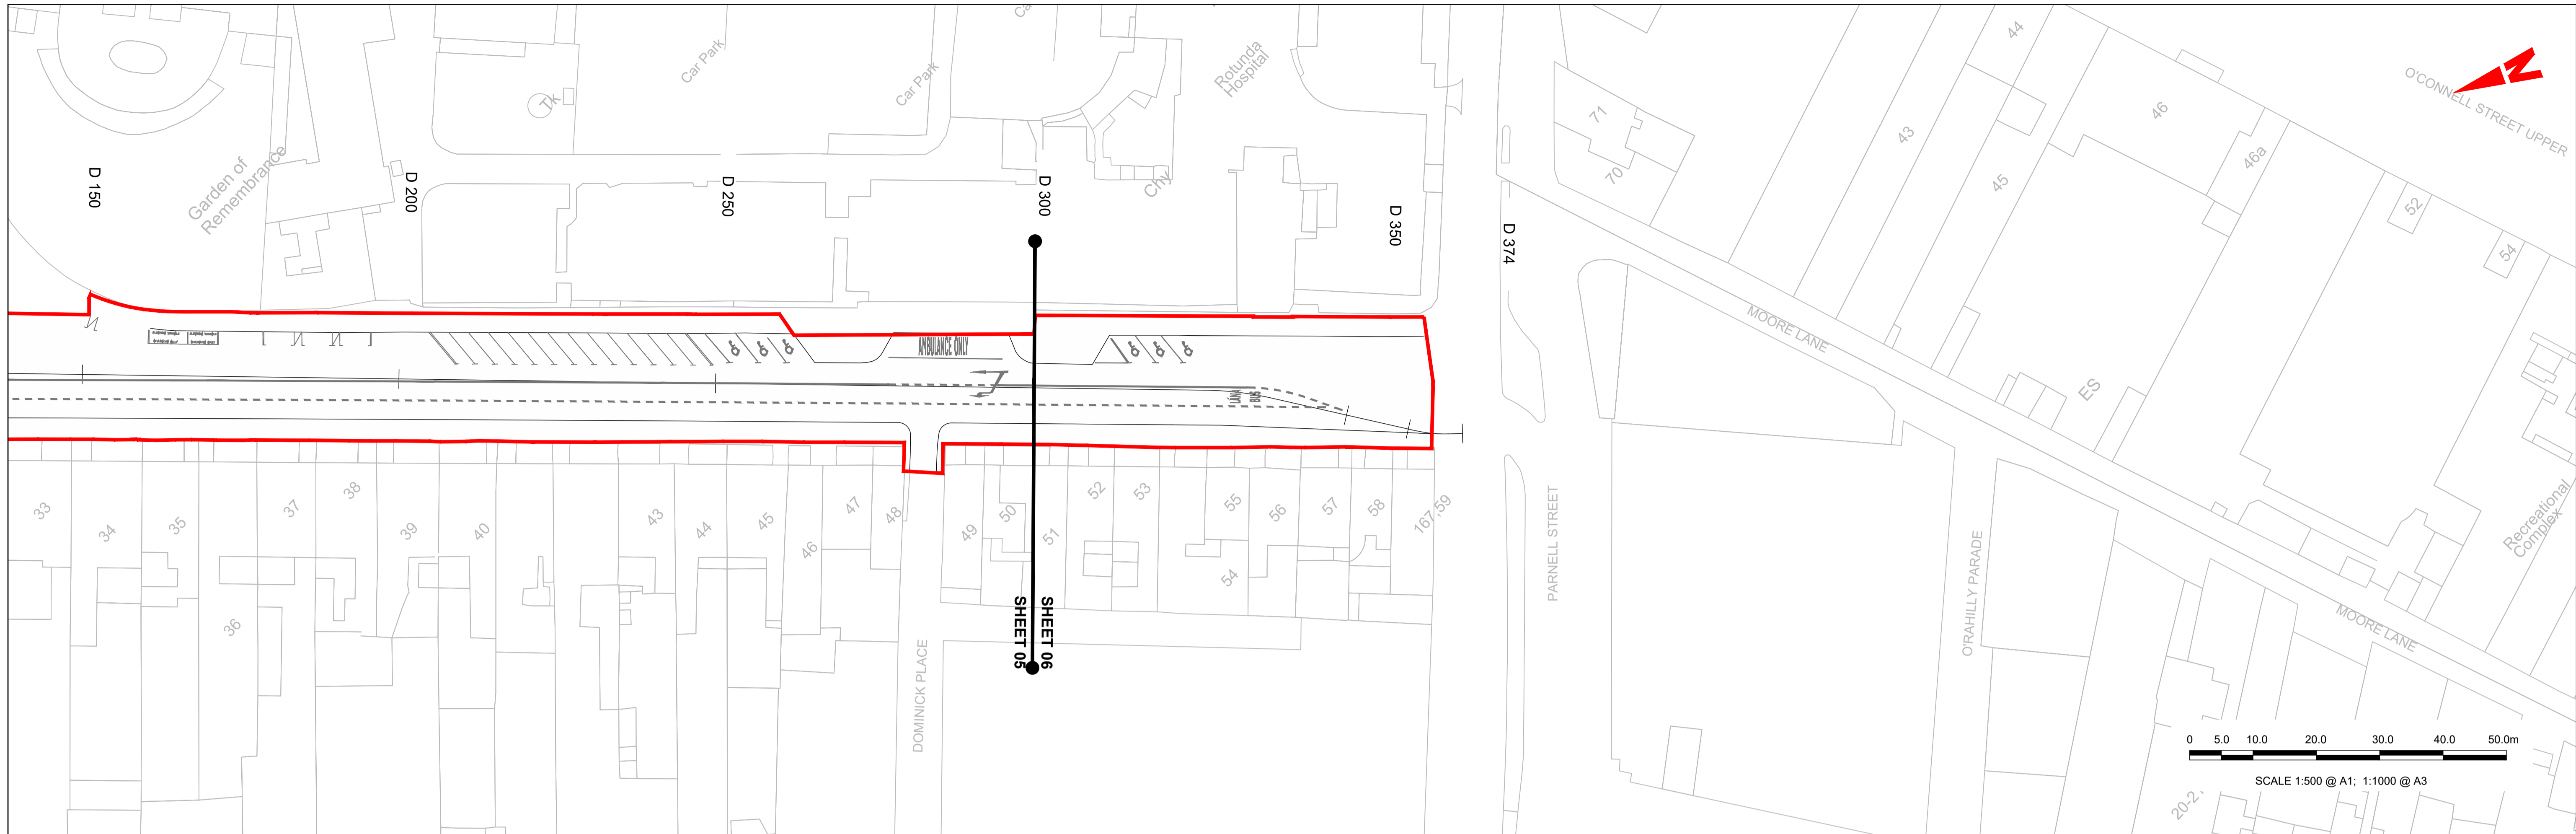 Car Park
Car Park
Rotunda
Hospital
Tk
Garden of
Remembrance
Chy
71
70
43
44
45
46
46a
52
54
O'CONNELL STREET UPPER
N
D 150
D 200
D 250
D 300
D 350
D 374
MOORE LANE
AMBULANCE ONLY
LÁNA
BUS
ES
Recreational
Complex
33
34
35
36
37
38
39
40
43
44
45
46
47
48
49
50
51
52
53
54
55
56
57
58
167,59
SHEET 05
SHEET 06
DOMINICK PLACE
PARNELL STREET
O'RAHILLY PARADE
MOORE LANE
0 5.0 10.0 20.0 30.0 40.0 50.0m
SCALE 1:500 @ A1; 1:1000 @ A3